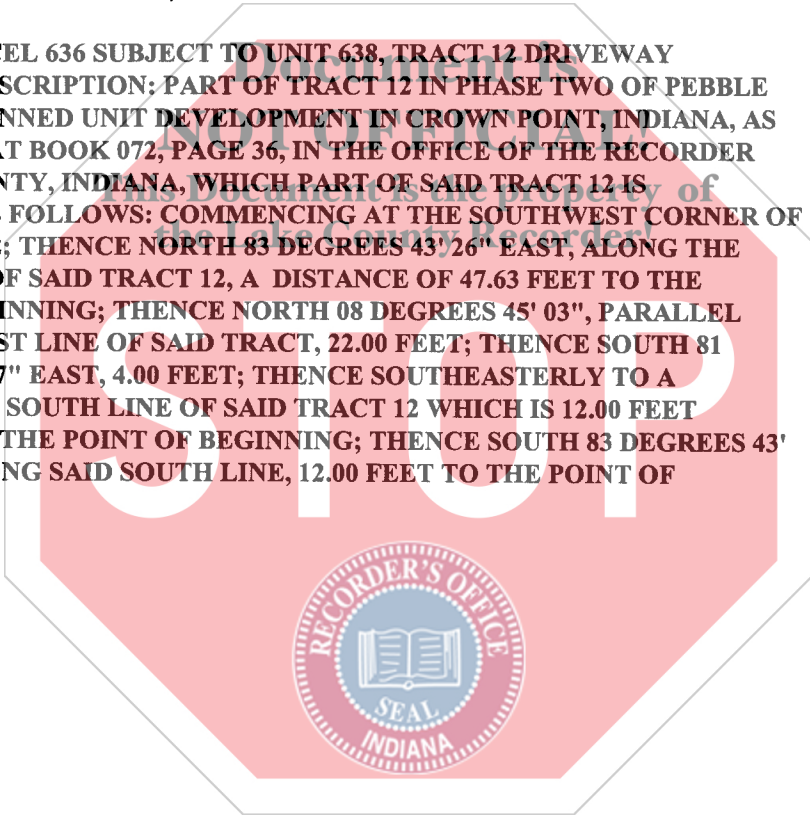 EL 636 SUBJECT TO UNIT 638, TRACT 12 DRIVEWAY
SCRIPTION: PART OF TRACT 12 IN PHASE TWO OF PEBBLE
NNED UNIT DEVELOPMENT IN CROWN POINT, INDIANA, AS
AT BOOK 072, PAGE 36, IN THE OFFICE OF THE RECORDER
NTY, INDIANA, WHICH PART OF SAID TRACT 12 IS
FOLLOWS: COMMENCING AT THE SOUTHWEST CORNER OF
; THENCE NORTH 83 DEGREES 43' 26" EAST, ALONG THE
OF SAID TRACT 12, A DISTANCE OF 47.63 FEET TO THE
INNING; THENCE NORTH 08 DEGREES 45' 03", PARALLEL
ST LINE OF SAID TRACT, 22.00 FEET; THENCE SOUTH 81
7" EAST, 4.00 FEET; THENCE SOUTHEASTERLY TO A
SOUTH LINE OF SAID TRACT 12 WHICH IS 12.00 FEET
THE POINT OF BEGINNING; THENCE SOUTH 83 DEGREES 43'
NG SAID SOUTH LINE, 12.00 FEET TO THE POINT OF
Document is
NOT OFFICIAL!
This Document is the property of
the Lake County Recorder!
STOP
RECORDER'S OFFICE
SEAL
INDIANA